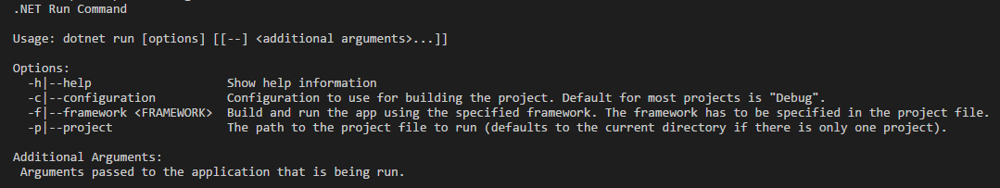 .NET Run Command
Usage: dotnet run [options] [[--] <additional arguments>...]]
Options:
-h|--help Show help information
-c|--configuration Configuration to use for building the project. Default for most projects is "Debug".
-f|--framework <FRAMEWORK> Build and run the app using the specified framework. The framework has to be specified in the project file.
-p|--project The path to the project file to run (defaults to the current directory if there is only one project).
Additional Arguments:
Arguments passed to the application that is being run.